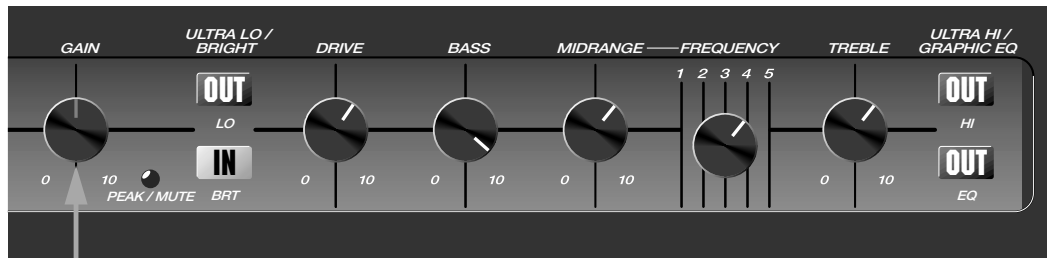 GAIN
ULTRA LO /
BRIGHT
DRIVE
BASS
MIDRANGE
FREQUENCY
TREBLE
ULTRA HI /
GRAPHIC EQ
1 2 3 4 5
OUT
LO
IN
BRT
OUT
HI
OUT
EQ
0 10
PEAK / MUTE
0 10
0 10
0 10
0 10